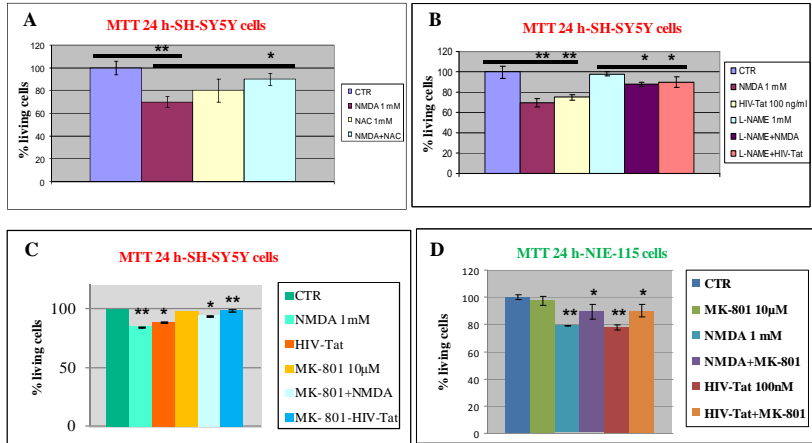 A
MTT 24 h-SH-SY5Y cells
% living cells
120
100
80
60
40
20
0
**
*
CTR
NMDA 1 mM
NAC 1mM
NMDA+NAC
B
MTT 24 h-SH-SY5Y cells
% living cells
120
100
80
60
40
20
0
** **
* *
CTR
NMDA 1 mM
HIV-Tat 100 ng/ml
L-NAME 1mM
L-NAME+NMDA
L-NAME+HIV-Tat
C
MTT 24 h-SH-SY5Y cells
% living cells
100
50
0
** * * **
CTR
NMDA 1mM
HIV-Tat
MK-801 10µM
MK-801+NMDA
MK- 801-HIV-Tat
D
MTT 24 h-NIE-115 cells
% living cells
120
100
80
60
40
20
0
** * ** *
CTR
MK-801 10µM
NMDA 1 mM
NMDA+MK-801
HIV-Tat 100nM
HIV-Tat+MK-801